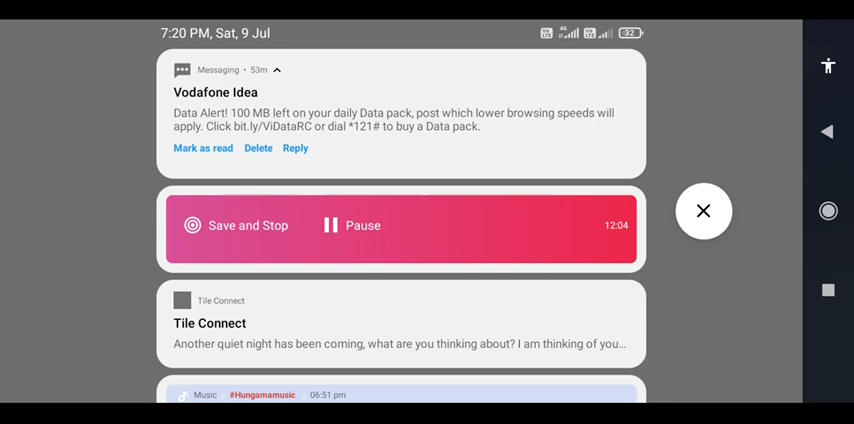 7:20 PM, Sat, 9 Jul
4G
32
Messaging • 53m
Vodafone Idea
Data Alert! 100 MB left on your daily Data pack, post which lower browsing speeds will
apply. Click bit.ly/ViDataRC or dial *121# to buy a Data pack.
Mark as read Delete Reply
Save and Stop Pause 12:04
Tile Connect
Tile Connect
Another quiet night has been coming, what are you thinking about? I am thinking of you...
Music #Hungamamusic 06:51 pm